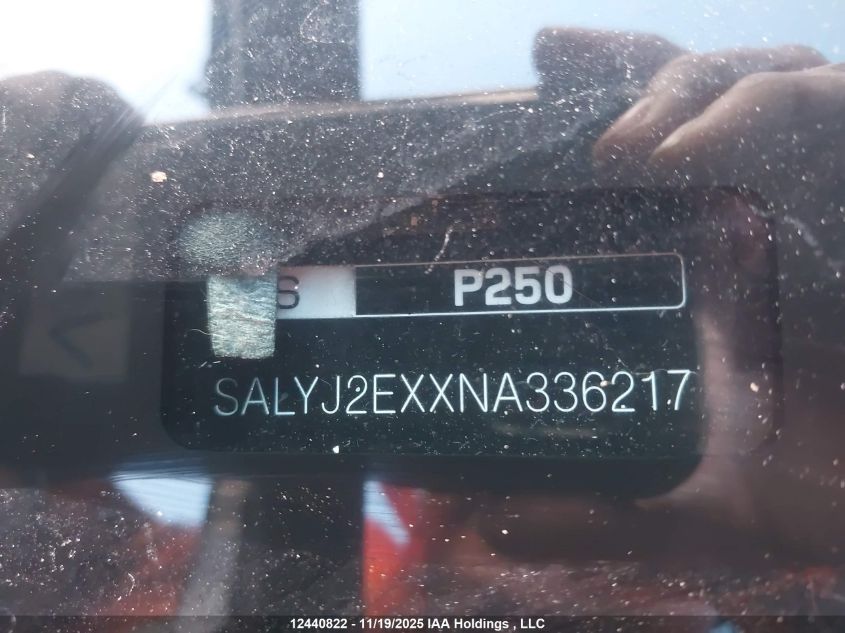 S P250
SALYJ2EXXNA336217
12440822 - 11/19/2025 IAA Holdings , LLC